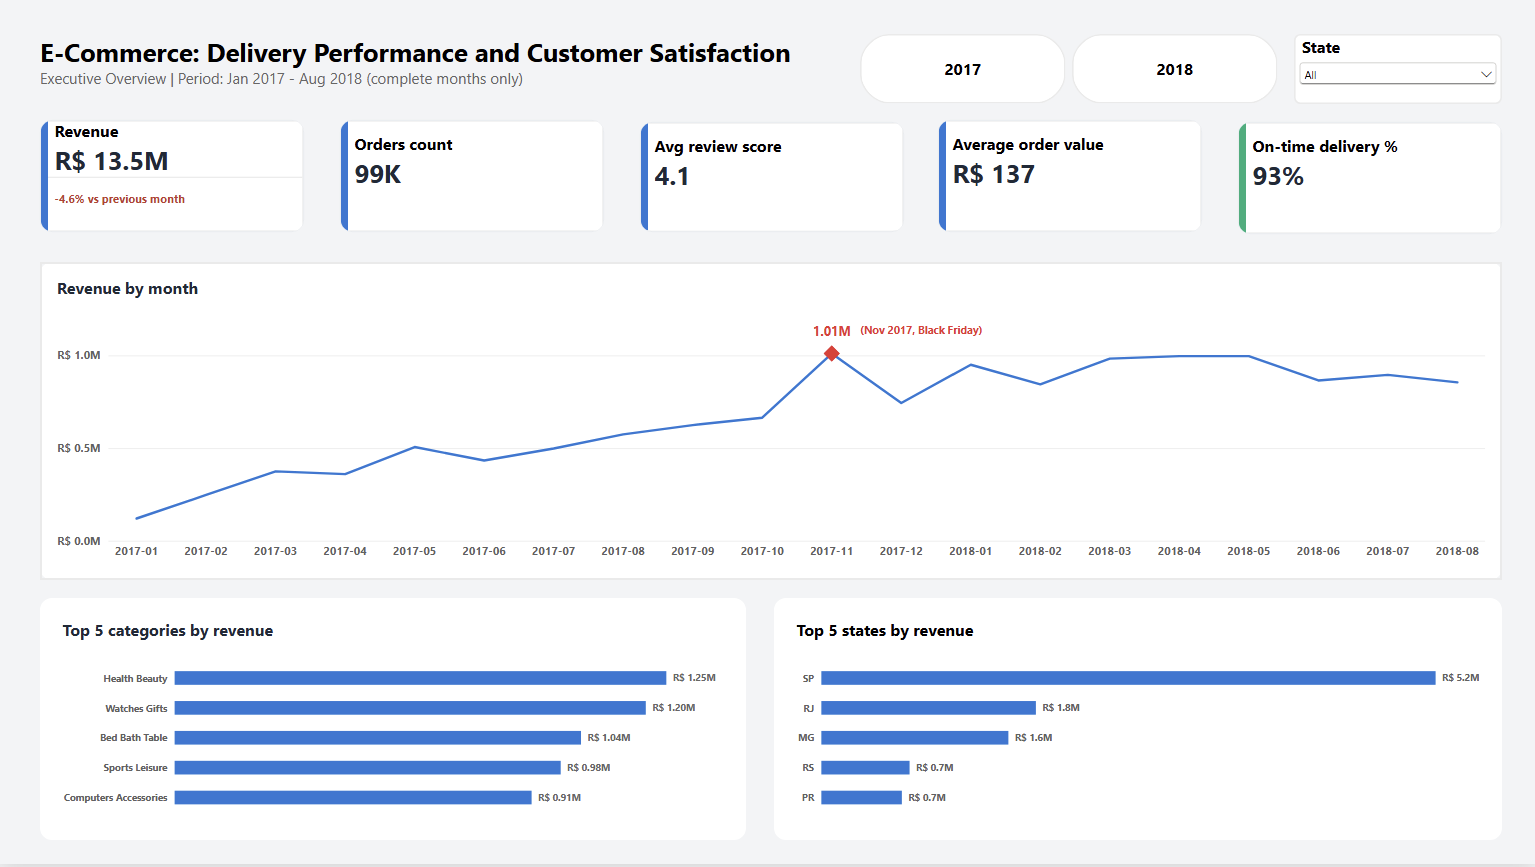 E-Commerce: Delivery Performance and Customer Satisfaction
Executive Overview | Period: Jan 2017 - Aug 2018 (complete months only)
2017
2018
State
All
Revenue
R$ 13.5M
-4.6% vs previous month
Orders count
99K
Avg review score
4.1
Average order value
R$ 137
On-time delivery %
93%
Revenue by month
1.01M (Nov 2017, Black Friday)
R$ 1.0M
R$ 0.5M
R$ 0.0M
2017-01 2017-02 2017-03 2017-04 2017-05 2017-06 2017-07 2017-08 2017-09 2017-10 2017-11 2017-12 2018-01 2018-02 2018-03 2018-04 2018-05 2018-06 2018-07 2018-08
Top 5 categories by revenue
Health Beauty R$ 1.25M
Watches Gifts R$ 1.20M
Bed Bath Table R$ 1.04M
Sports Leisure R$ 0.98M
Computers Accessories R$ 0.91M
Top 5 states by revenue
SP R$ 5.2M
RJ R$ 1.8M
MG R$ 1.6M
RS R$ 0.7M
PR R$ 0.7M